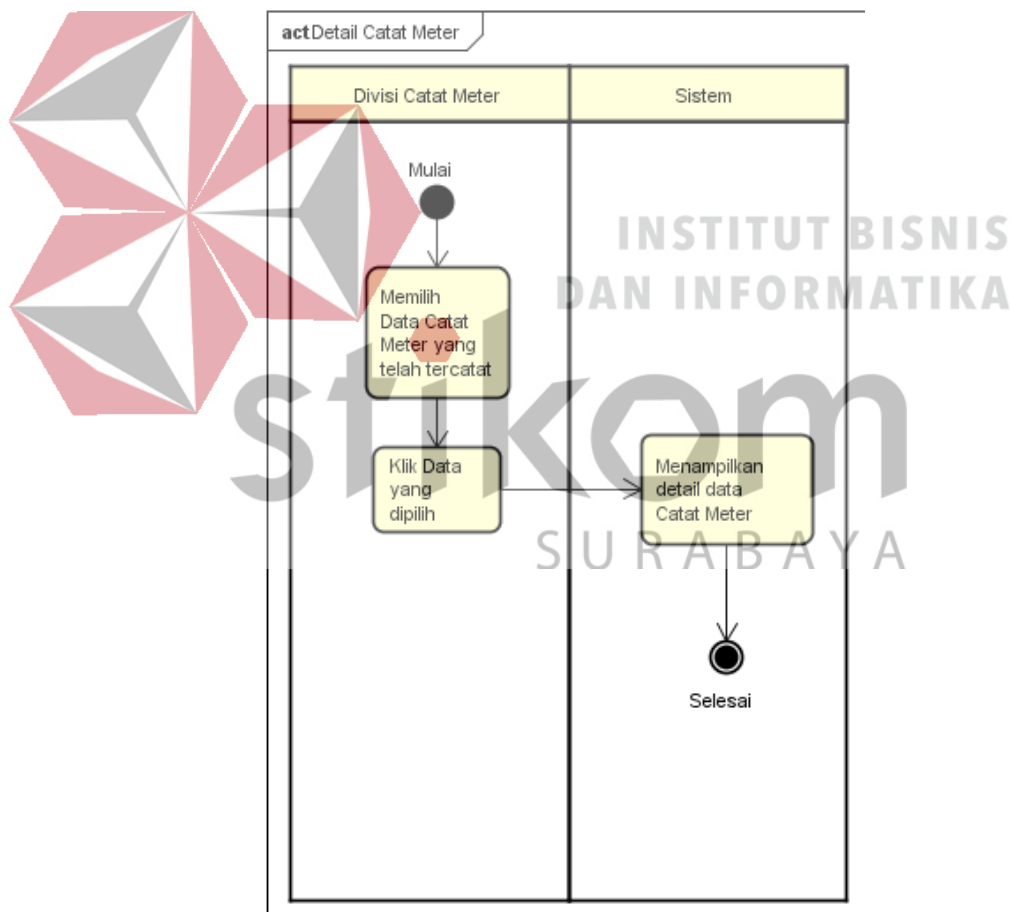 act Detail Catat Meter
Divisi Catat Meter
Sistem
Mulai
Memilih
Data Catat
Meter yang
telah tercatat
Klik Data
yang
dipilih
Menampilkan
detail data
Catat Meter
Selesai
INSTITUT BISNIS
DAN INFORMATIKA
stikom
SURABAYA